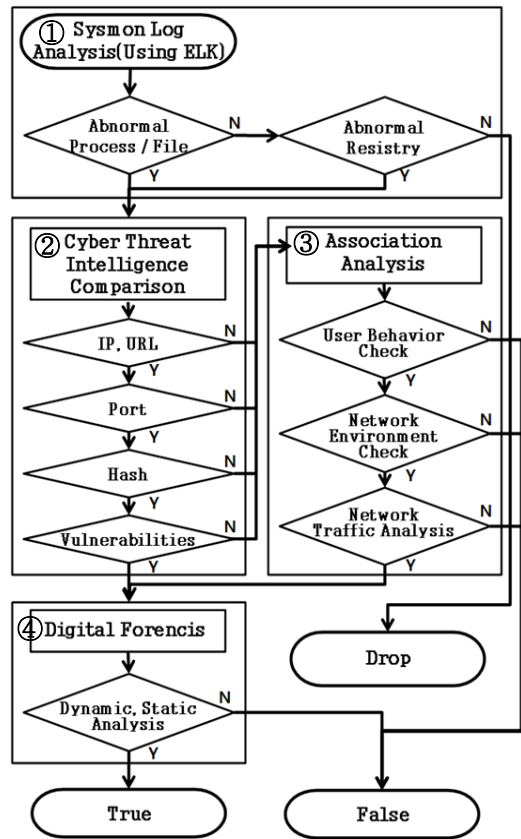 ① Sysmon Log
Analysis(Using ELK)
Abnormal
Process / File
N
Y
Abnormal
Resistry
N
Y
② Cyber Threat
Intelligence
Comparison
IP, URL
N
Y
Port
N
Y
Hash
N
Y
Vulnerabilities
N
Y
③ Association
Analysis
User Behavior
Check
N
Y
Network
Environment
Check
N
Y
Network
Traffic Analysis
N
Y
④ Digital Forencis
Dynamic, Static
Analysis
N
Y
Drop
True
False